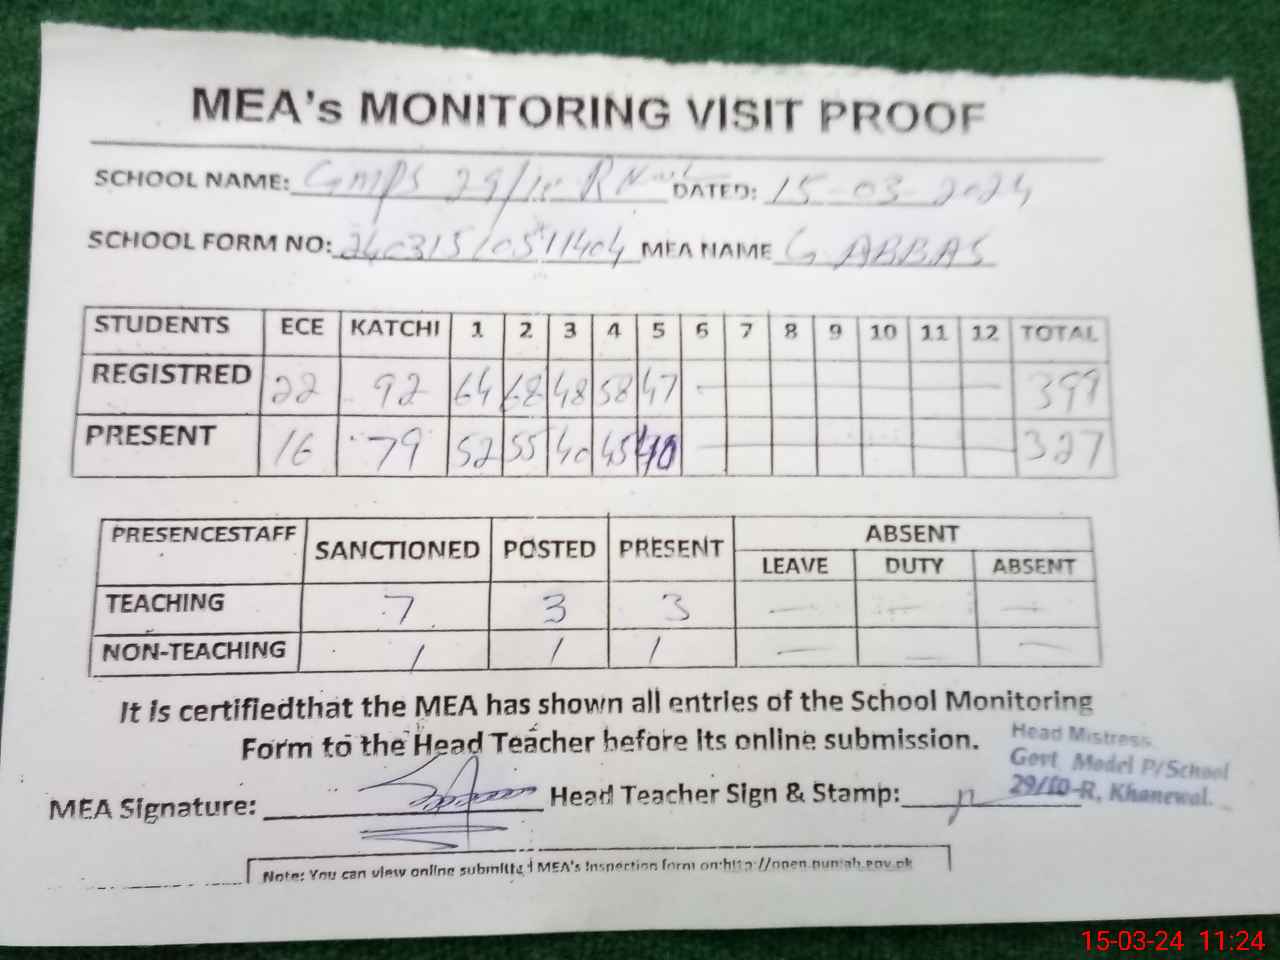 MEA's MONITORING VISIT PROOF
SCHOOL NAME: GMPS 29/10 R DATED: 15-03-2024
SCHOOL FORM NO: MEA NAME G ABBAS
STUDENTS ECE KATCHI 1 2 3 4 5 6 7 8 9 10 11 12 TOTAL
REGISTRED 22 92 64 68 48 58 47 399
PRESENT 16 79 52 55 40 45 40 327
PRESENCESTAFF SANCTIONED POSTED PRESENT ABSENT
LEAVE DUTY ABSENT
TEACHING 7 3 3 — — —
NON-TEACHING 1 1 1 — — —
It is certifiedthat the MEA has shown all entries of the School Monitoring
Form to the Head Teacher before its online submission.
Head Mistress
Govt. Model P/School
29/10-R, Khanewal.
MEA Signature: Head Teacher Sign & Stamp:
Note: You can view online submitted MEA's Inspection form on:http://open.punjab.gov.pk
15-03-24 11:24